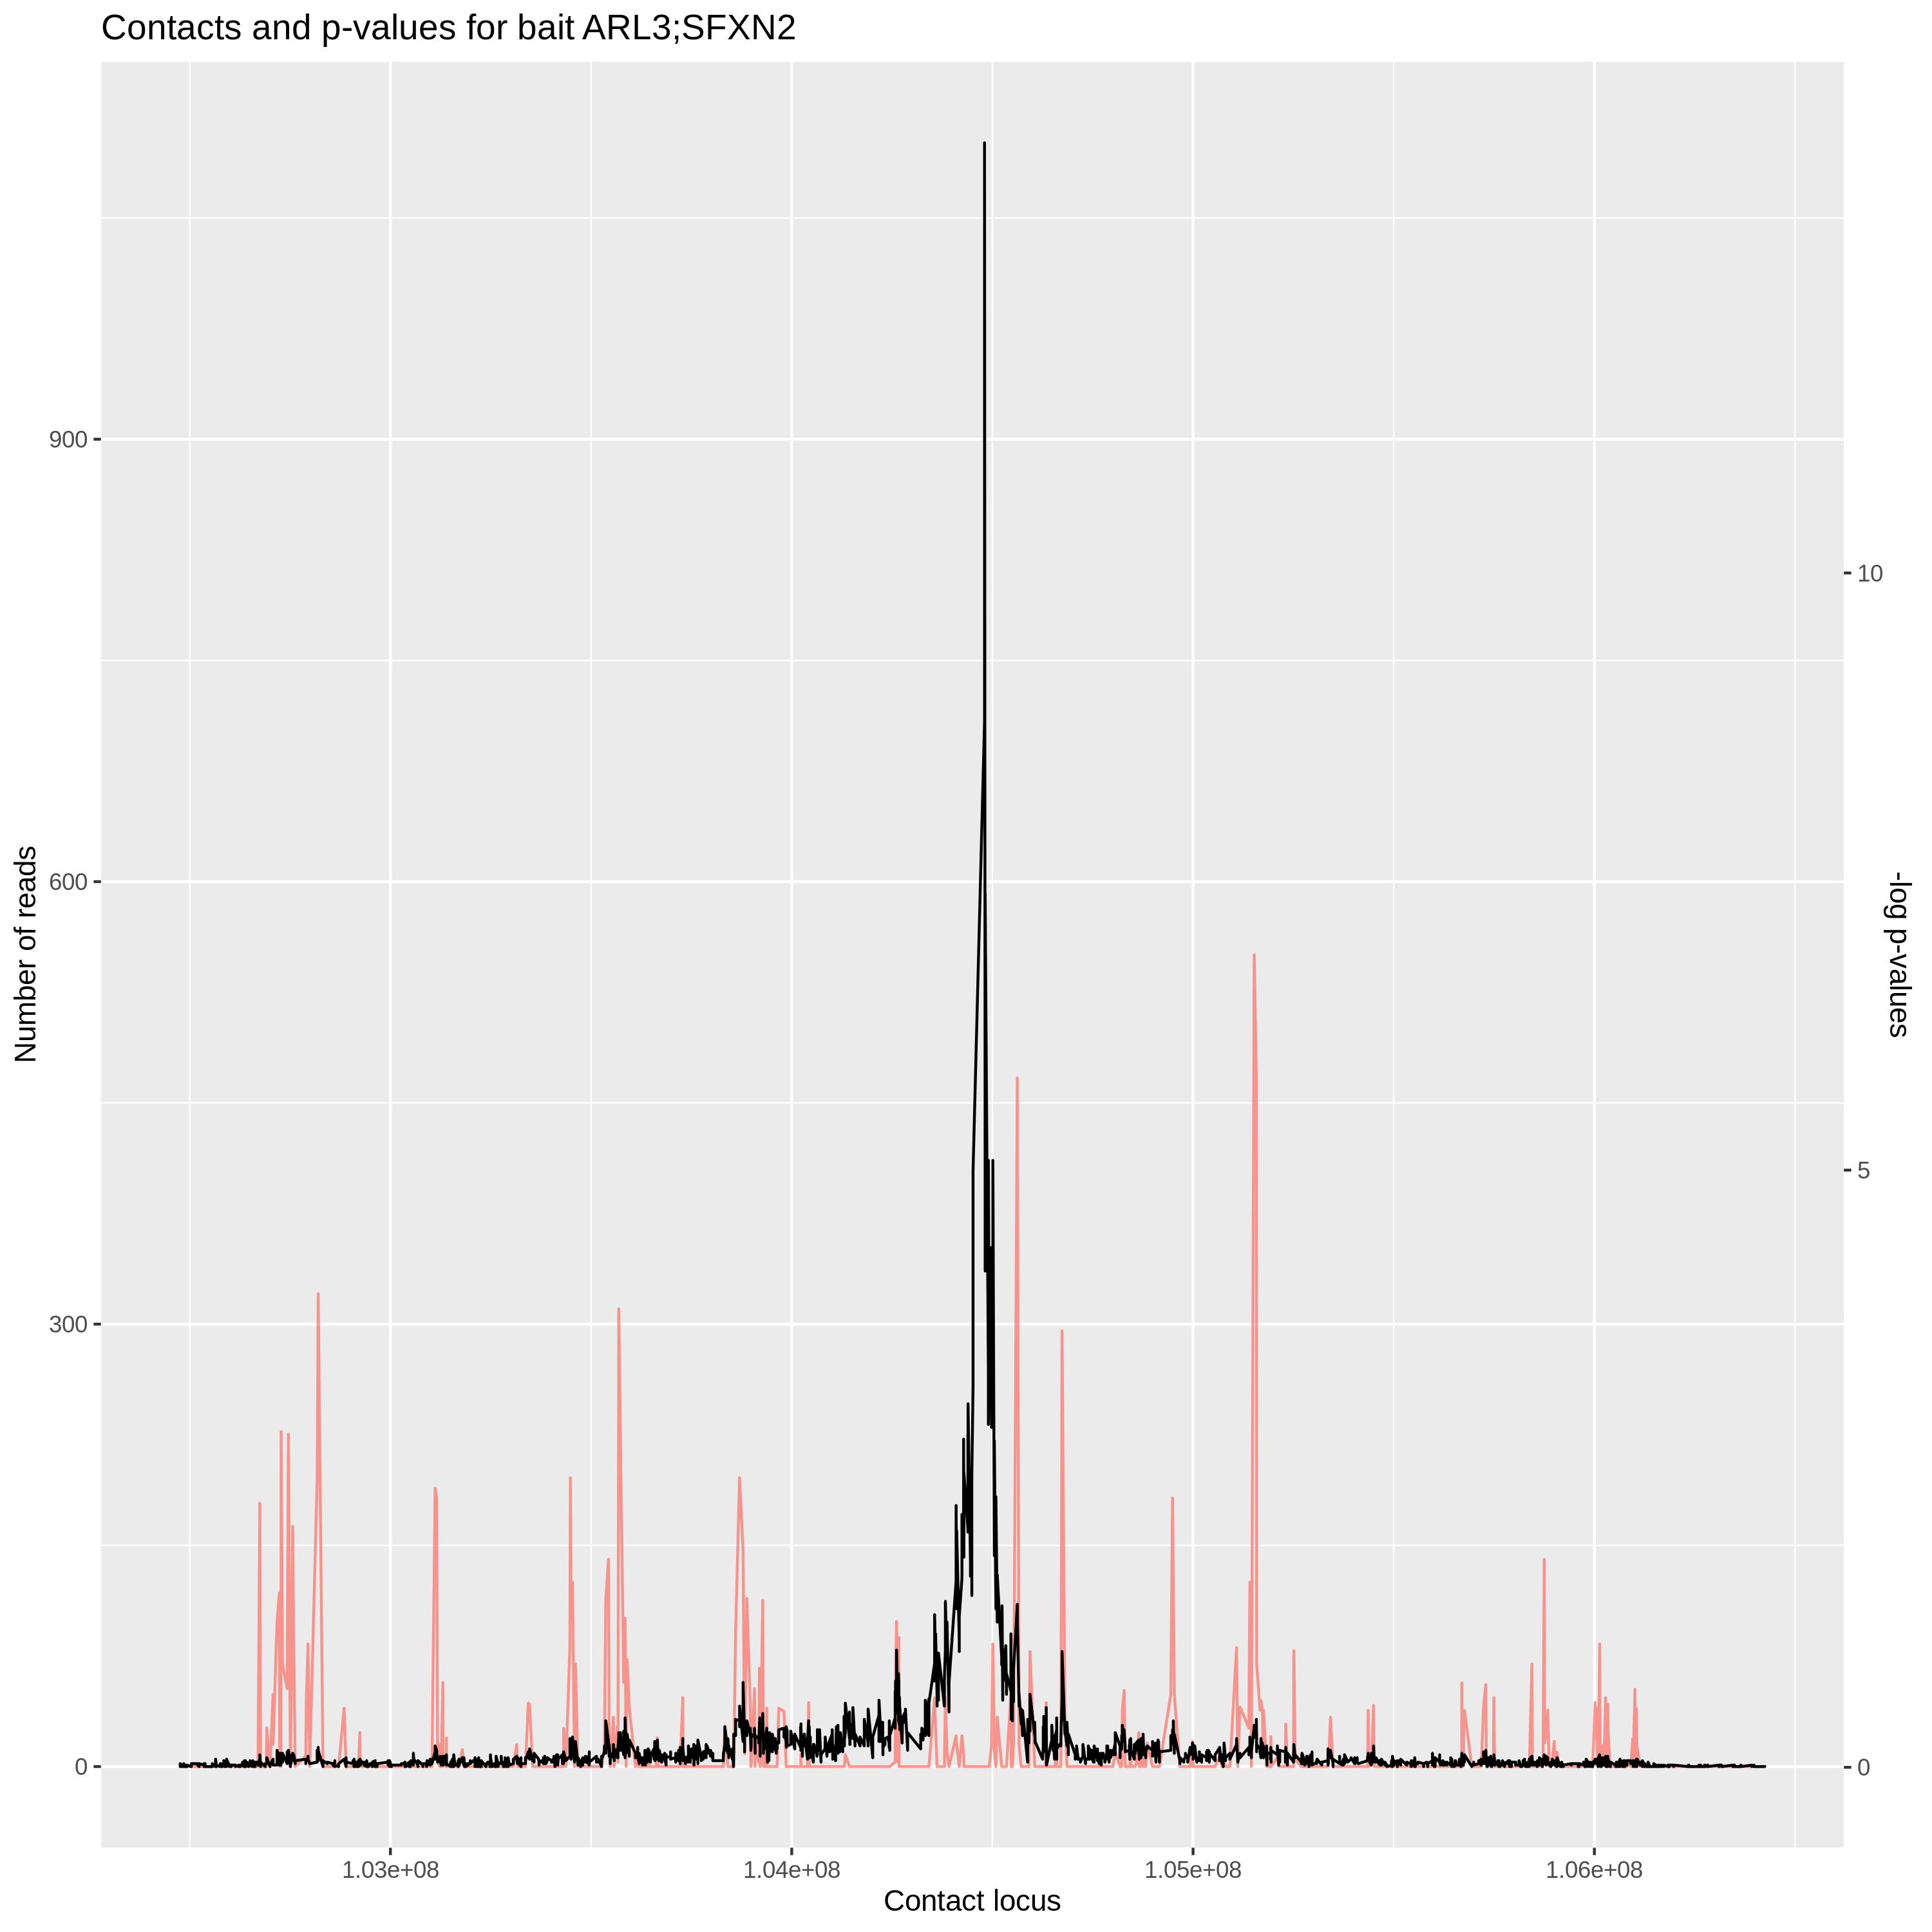 Contacts and p-values for bait ARL3;SFXN2
900
600
300
0
Number of reads
10
5
0
-log p-values
1.03e+08
1.04e+08
1.05e+08
1.06e+08
Contact locus